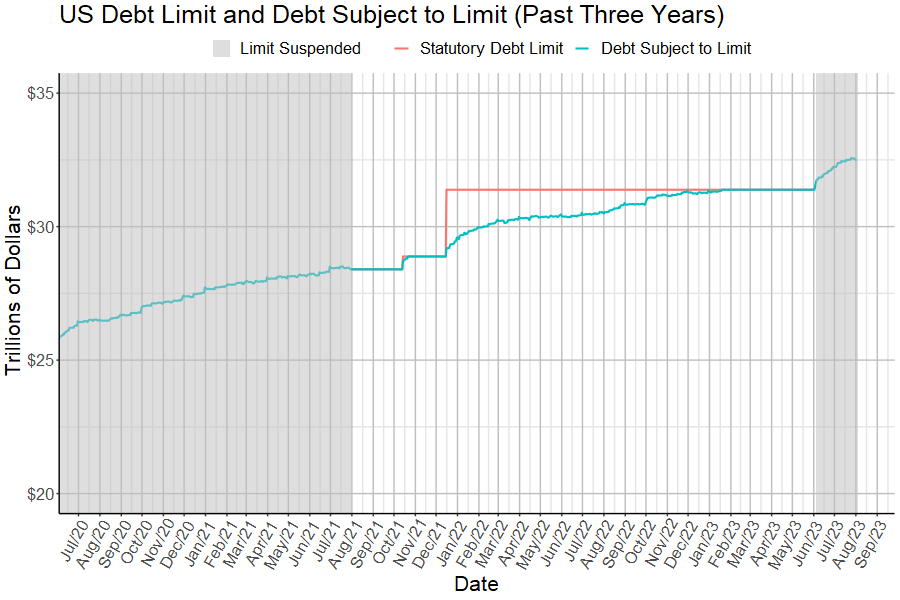 US Debt Limit and Debt Subject to Limit (Past Three Years)
Limit Suspended Statutory Debt Limit Debt Subject to Limit
Trillions of Dollars
$35
$30
$25
$20
Jul/20 Aug/20 Sep/20 Oct/20 Nov/20 Dec/20 Jan/21 Feb/21 Mar/21 Apr/21 May/21 Jun/21 Jul/21 Aug/21 Sep/21 Oct/21 Nov/21 Dec/21 Jan/22 Feb/22 Mar/22 Apr/22 May/22 Jun/22 Jul/22 Aug/22 Sep/22 Oct/22 Nov/22 Dec/22 Jan/23 Feb/23 Mar/23 Apr/23 May/23 Jun/23 Jul/23 Aug/23 Sep/23
Date